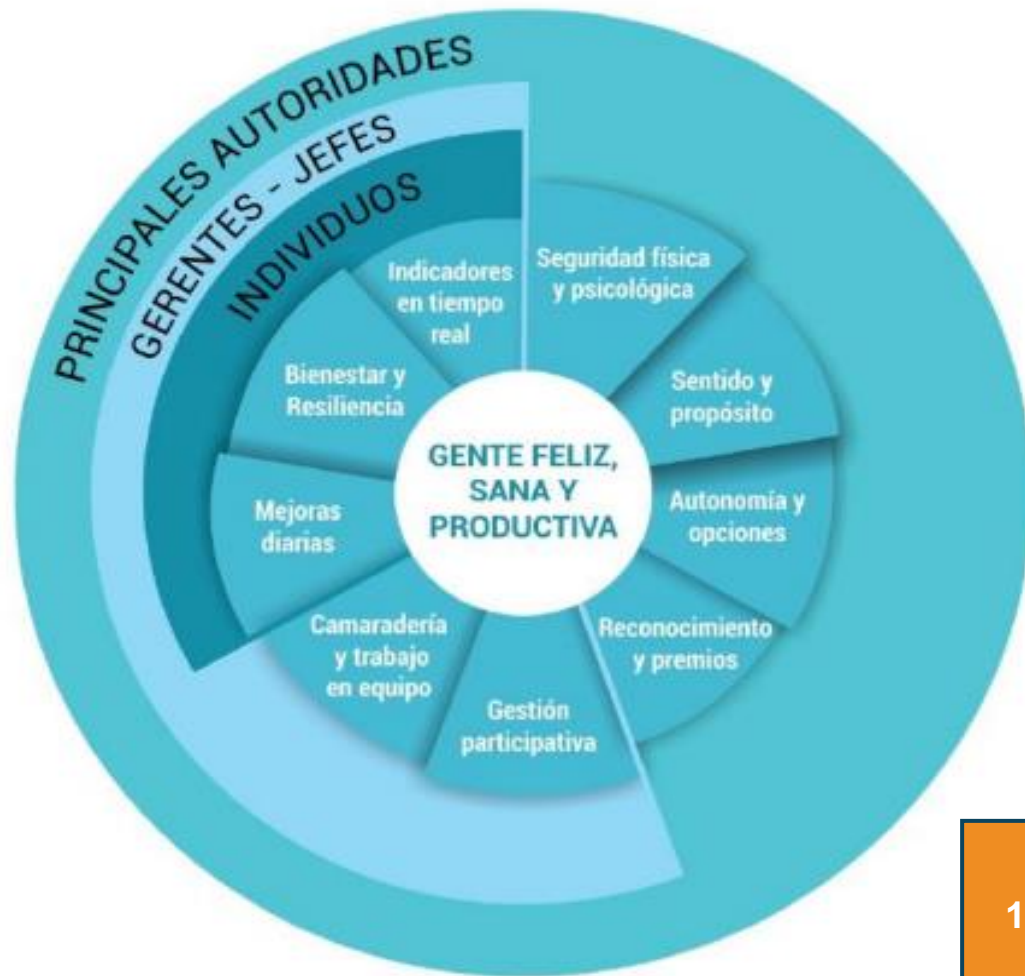 PRINCIPALES AUTORIDADES
GERENTES - JEFES
INDIVIDUOS
Indicadores
en tiempo
real
Seguridad física
y psicológica
Bienestar y
Resiliencia
Sentido y
propósito
GENTE FELIZ,
SANA Y
PRODUCTIVA
Mejoras
diarias
Autonomía y
opciones
Camaradería
y trabajo
en equipo
Reconocimiento
y premios
Gestión
participativa
1